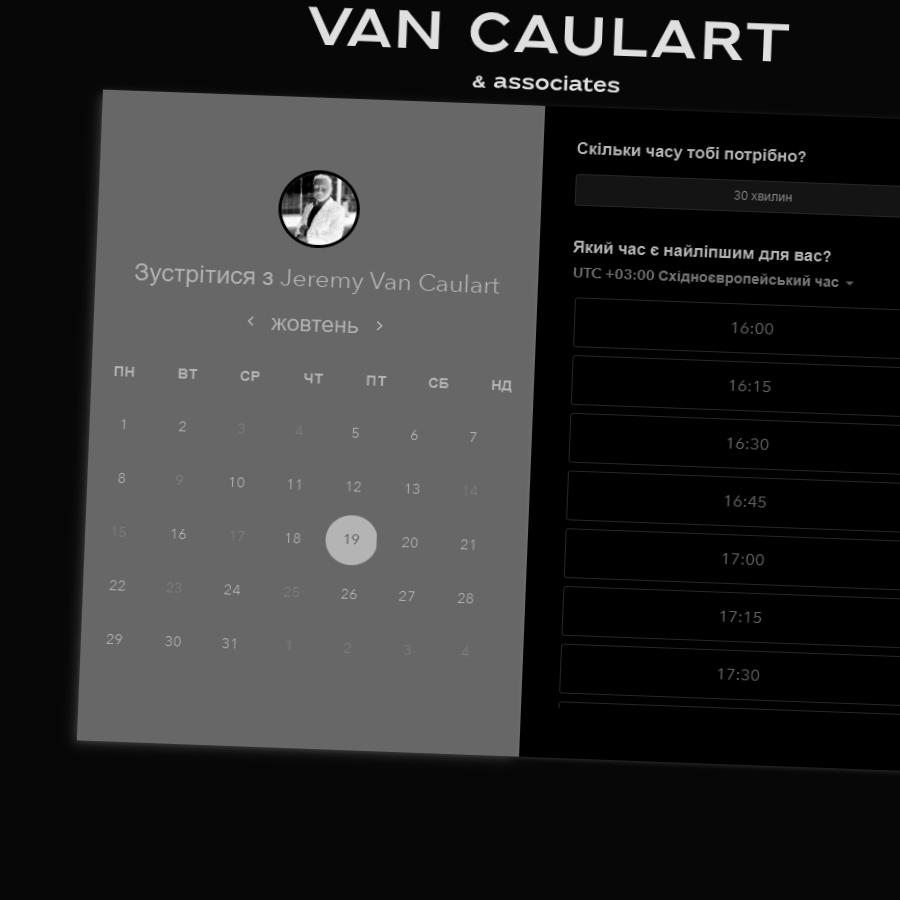 VAN CAULART
& associates
Зустрітися з Jeremy Van Caulart
жовтень
ПН ВТ СР ЧТ ПТ СБ НД
1 2 3 4 5 6 7
8 9 10 11 12 13 14
15 16 17 18 19 20 21
22 23 24 25 26 27 28
29 30 31 1 2 3 4
Скільки часу тобі потрібно?
30 хвилин
Який час є найліпшим для вас?
UTC +03:00 Східноєвропейський час
16:00
16:15
16:30
16:45
17:00
17:15
17:30